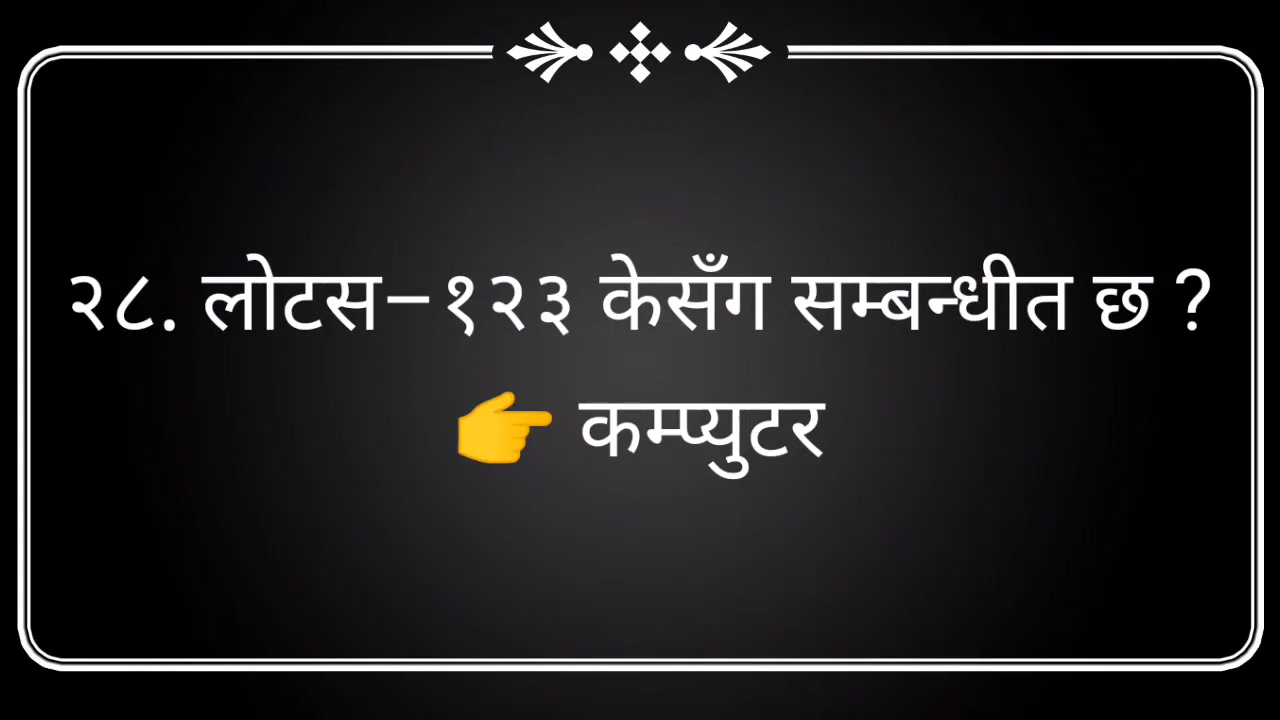 २८. लोटस–१२३ केसँग सम्बन्धीत छ ?
👉 कम्प्युटर